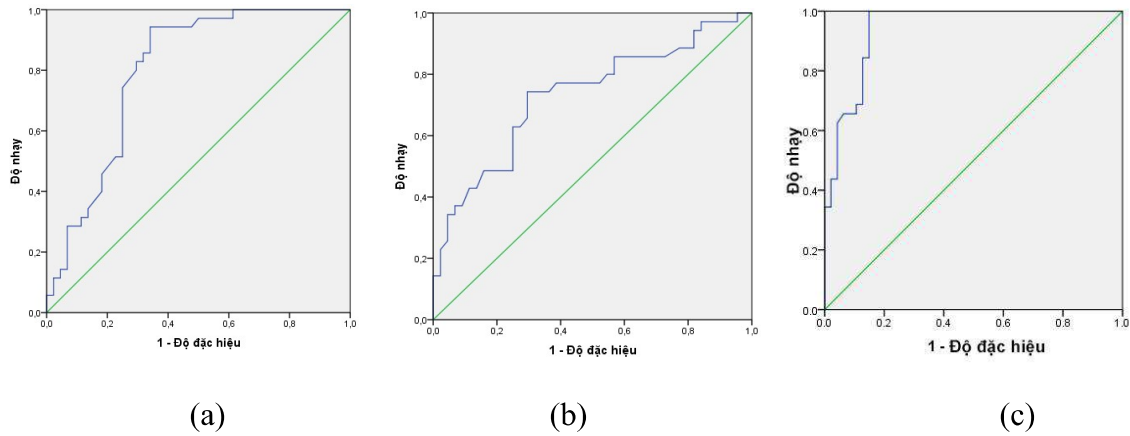 1,0
0,8
0,6
0,4
0,2
0,0
0,0 0,2 0,4 0,6 0,8 1,0
Độ nhạy
1 - Độ đặc hiệu
(a)
1,0
0,8
0,6
0,4
0,2
0,0
0,0 0,2 0,4 0,6 0,8 1,0
Độ nhạy
1 - Độ đặc hiệu
(b)
1.0
0.8
0.6
0.4
0.2
0.0
0.0 0.2 0.4 0.6 0.8 1.0
Độ nhạy
1 - Độ đặc hiệu
(c)